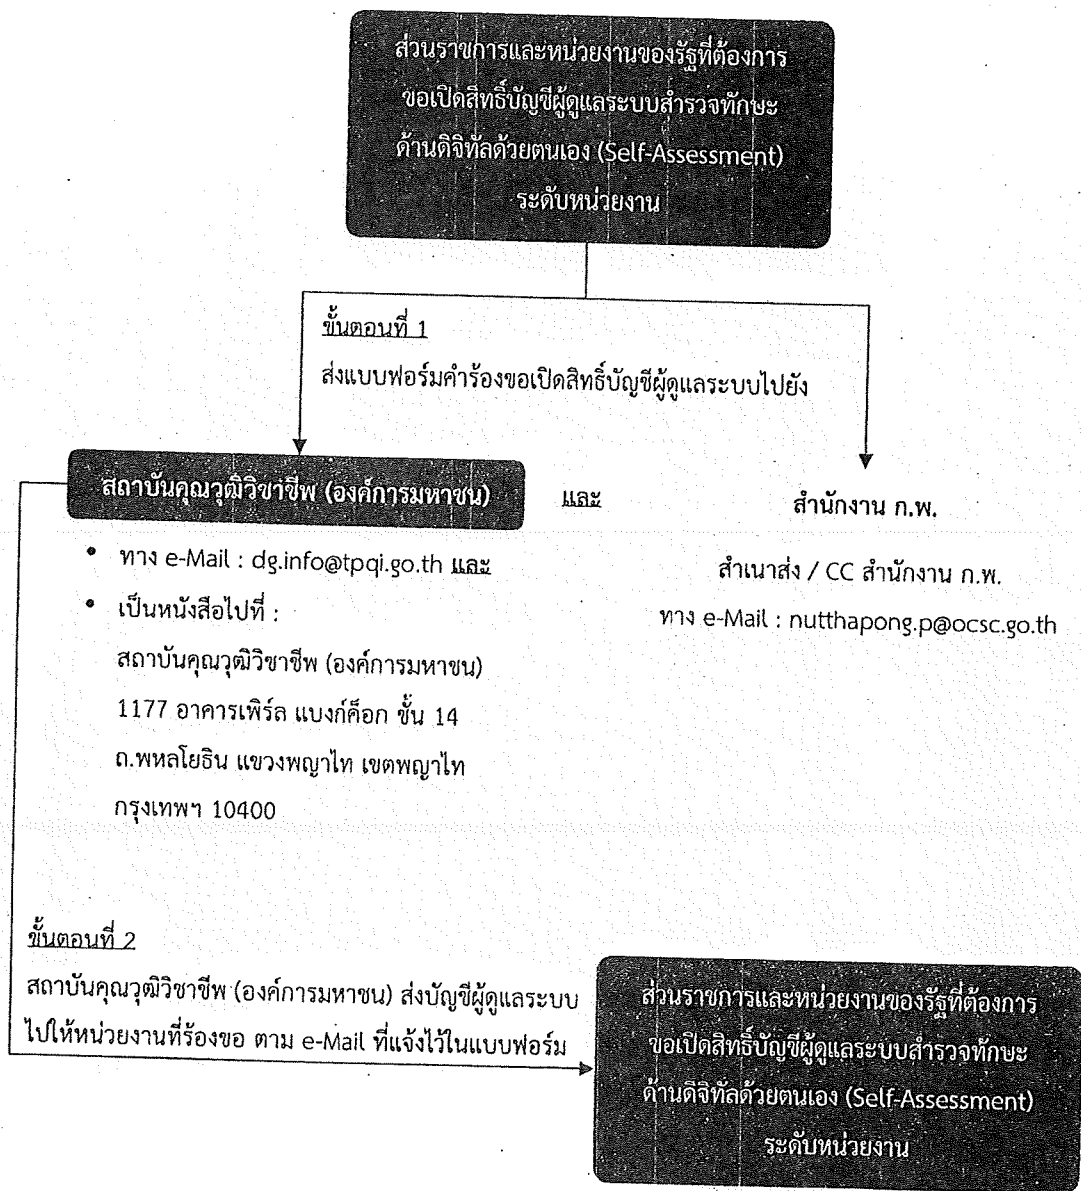 ส่วนราชการและหน่วยงานของรัฐที่ต้องการ
ขอเปิดสิทธิ์บัญชีผู้ดูแลระบบสำรวจทักษะ
ด้านดิจิทัลด้วยตนเอง (Self-Assessment)
ระดับหน่วยงาน
ขั้นตอนที่ 1
ส่งแบบฟอร์มคำร้องขอเปิดสิทธิ์บัญชีผู้ดูแลระบบไปยัง
สถาบันคุณวุฒิวิชาชีพ (องค์การมหาชน)
และ
สำนักงาน ก.พ.
• ทาง e-Mail : dg.info@tpqi.go.th และ
• เป็นหนังสือไปที่ :
สถาบันคุณวุฒิวิชาชีพ (องค์การมหาชน)
1177 อาคารเพิร์ล แบงก์ค็อก ชั้น 14
ถ.พหลโยธิน แขวงพญาไท เขตพญาไท
กรุงเทพฯ 10400
สำเนาส่ง / CC สำนักงาน ก.พ.
ทาง e-Mail : nutthapong.p@ocsc.go.th
ขั้นตอนที่ 2
สถาบันคุณวุฒิวิชาชีพ (องค์การมหาชน) ส่งบัญชีผู้ดูแลระบบ
ไปให้หน่วยงานที่ร้องขอ ตาม e-Mail ที่แจ้งไว้ในแบบฟอร์ม
ส่วนราชการและหน่วยงานของรัฐที่ต้องการ
ขอเปิดสิทธิ์บัญชีผู้ดูแลระบบสำรวจทักษะ
ด้านดิจิทัลด้วยตนเอง (Self-Assessment)
ระดับหน่วยงาน